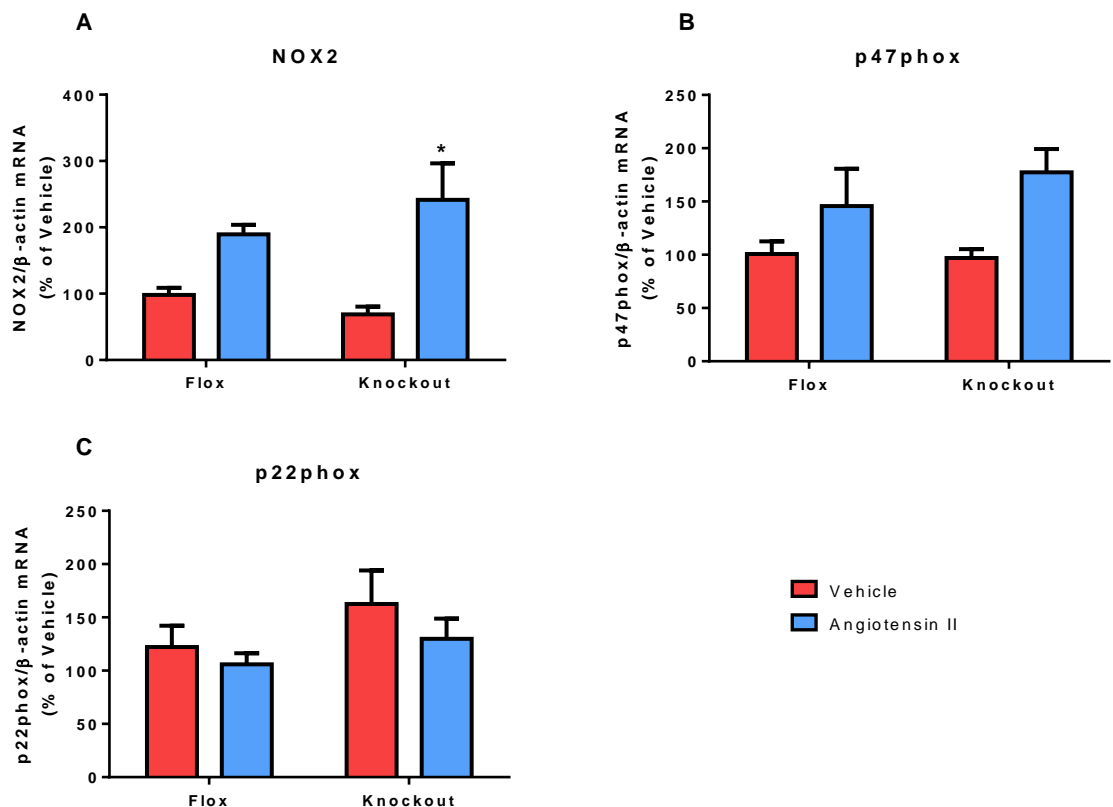 A
NOX2
NOX2/β-actin mRNA
(% of Vehicle)
400
300
200
100
0
*
Flox Knockout
B
p47phox
p47phox/β-actin mRNA
(% of Vehicle)
250
200
150
100
50
0
Flox Knockout
C
p22phox
p22phox/β-actin mRNA
(% of Vehicle)
250
200
150
100
50
0
Flox Knockout
Vehicle
Angiotensin II